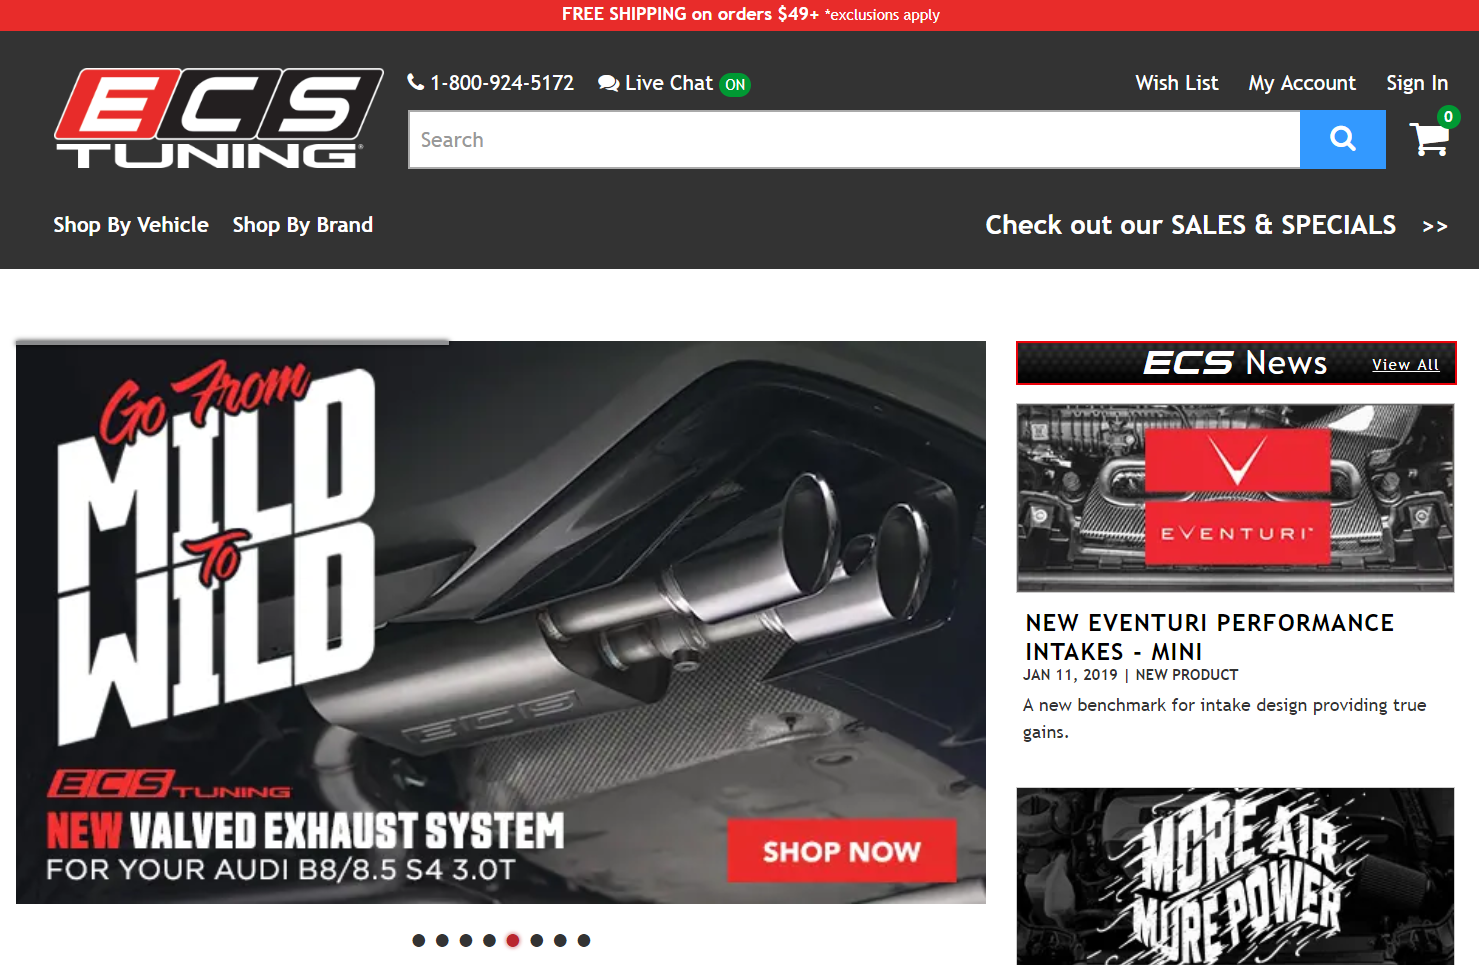 FREE SHIPPING on orders $49+ *exclusions apply
ECS TUNING
1-800-924-5172 Live Chat ON
Wish List My Account Sign In
Search
0
Shop By Vehicle Shop By Brand
Check out our SALES & SPECIALS >>
Go From
MILD
To
WILD
ECS
ECS TUNING
NEW VALVED EXHAUST SYSTEM
FOR YOUR AUDI B8/8.5 S4 3.0T
SHOP NOW
ECS News View All
EVENTURI™
NEW EVENTURI PERFORMANCE
INTAKES - MINI
JAN 11, 2019 | NEW PRODUCT
A new benchmark for intake design providing true
gains.
MORE AIR
MORE POWER